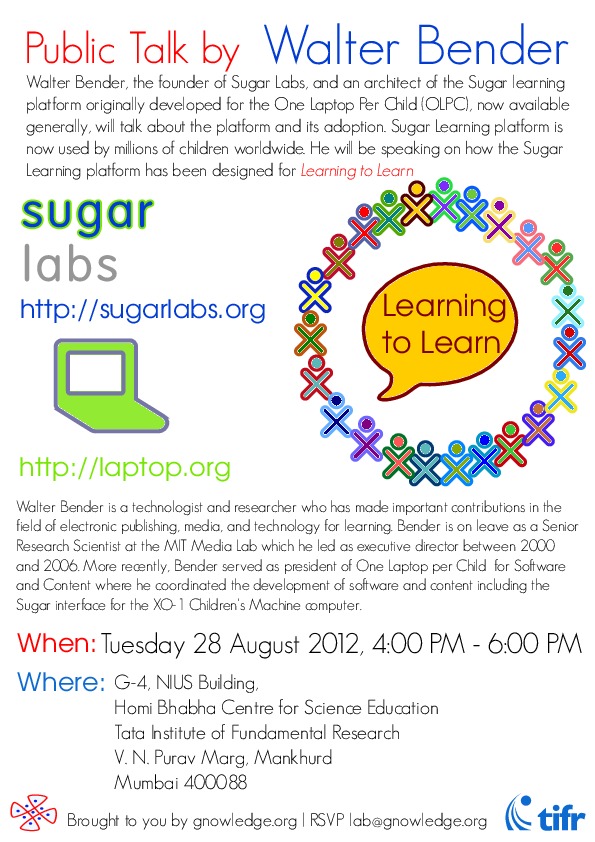 Public Talk by Walter Bender
Walter Bender, the founder of Sugar Labs, and an architect of the Sugar learning
platform originally developed for the One Laptop Per Child (OLPC), now available
generally, will talk about the platform and its adoption. Sugar Learning platform is
now used by millions of children worldwide. He will be speaking on how the Sugar
Learning platform has been designed for Learning to Learn
sugar
labs
http://sugarlabs.org
Learning
to Learn
http://laptop.org
Walter Bender is a technologist and researcher who has made important contributions in the
field of electronic publishing, media, and technology for learning. Bender is on leave as a Senior
Research Scientist at the MIT Media Lab which he led as executive director between 2000
and 2006. More recently, Bender served as president of One Laptop per Child for Software
and Content where he coordinated the development of software and content including the
Sugar interface for the XO-1 Children's Machine computer.
When: Tuesday 28 August 2012, 4:00 PM - 6:00 PM
Where: G-4, NIUS Building,
Homi Bhabha Centre for Science Education
Tata Institute of Fundamental Research
V. N. Purav Marg, Mankhurd
Mumbai 400088
Brought to you by gnowledge.org | RSVP lab@gnowledge.org
tifr